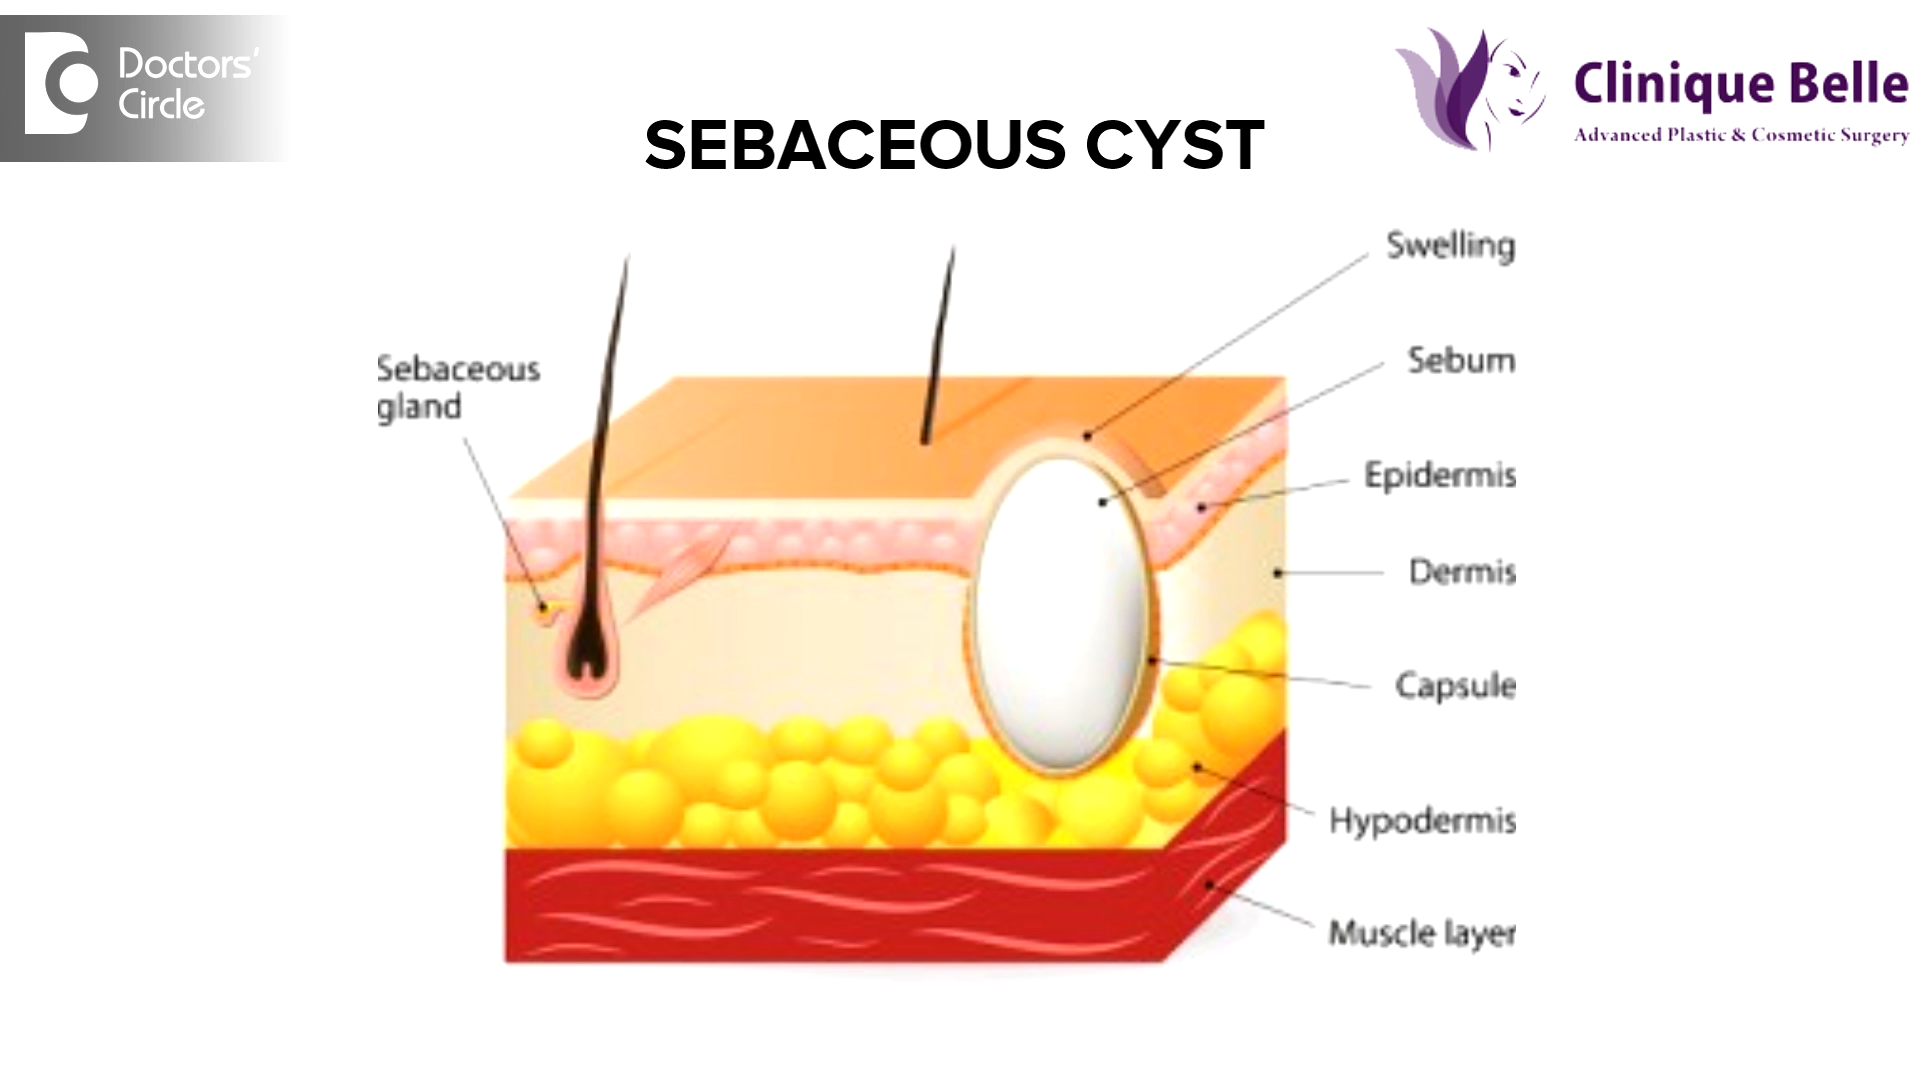 Doctors'
Circle
Clinique Belle
Advanced Plastic & Cosmetic Surgery
SEBACEOUS CYST
Swelling
Sebum
Sebaceous
gland
Epidermis
Dermis
Capsule
Hypodermis
Muscle layer